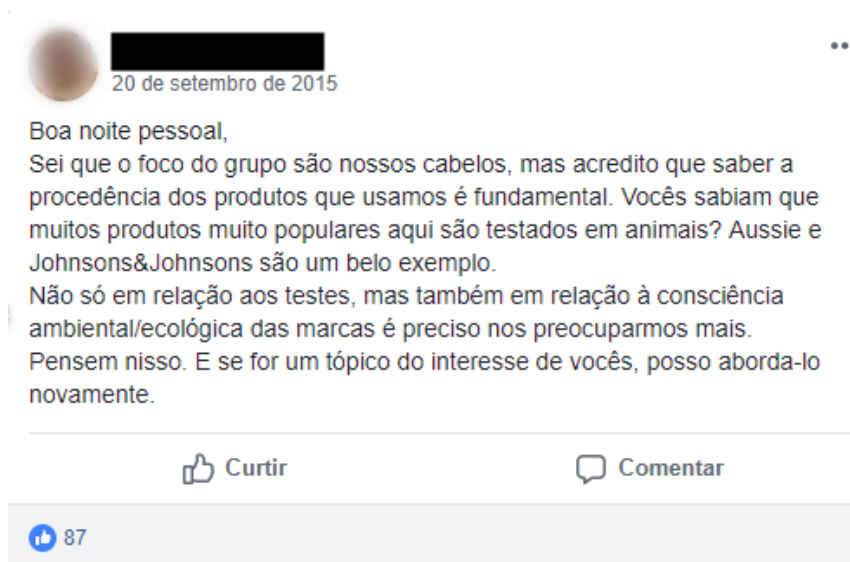 20 de setembro de 2015
Boa noite pessoal,
Sei que o foco do grupo são nossos cabelos, mas acredito que saber a
procedência dos produtos que usamos é fundamental. Vocês sabiam que
muitos produtos muito populares aqui são testados em animais? Aussie e
Johnsons&Johnsons são um belo exemplo.
Não só em relação aos testes, mas também em relação à consciência
ambiental/ecológica das marcas é preciso nos preocuparmos mais.
Pensem nisso. E se for um tópico do interesse de vocês, posso aborda-lo
novamente.
Curtir
Comentar
87